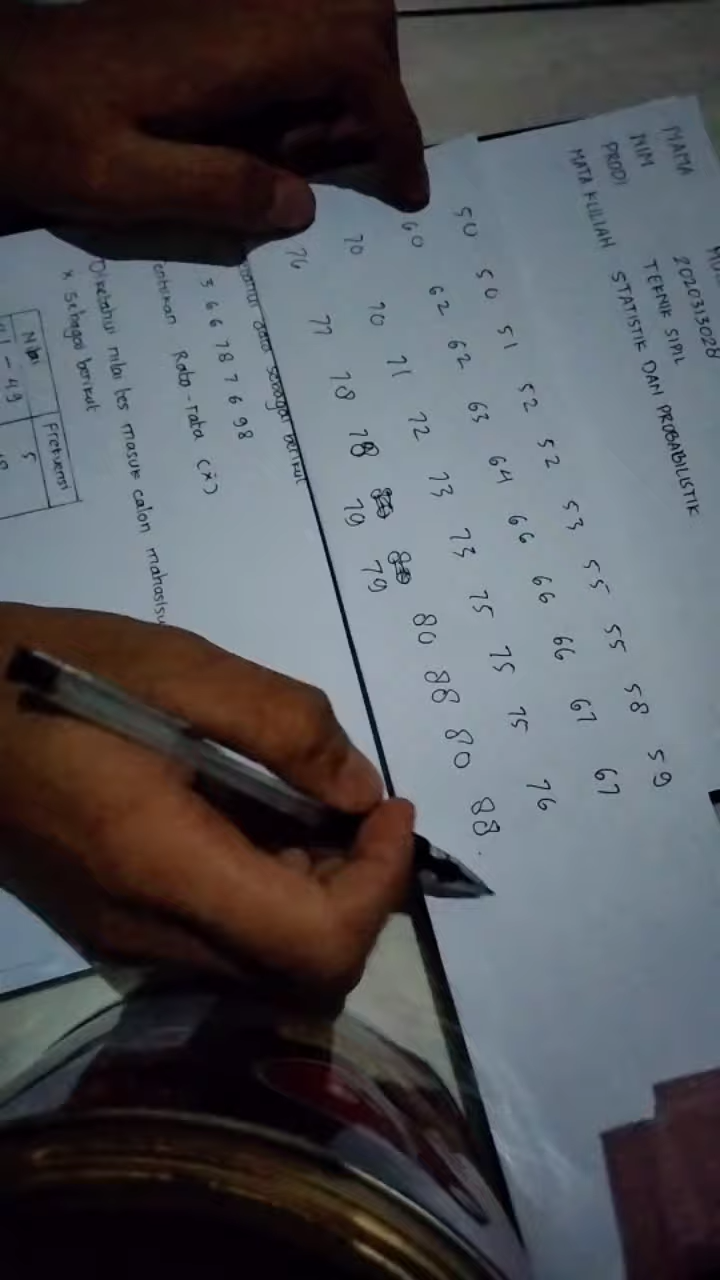 NAMA
NIM 2020313028
PRODI TEKNIK SIPIL
MATA KULIAH STATISTIK DAN PROBABILISTIK
50 50 51 52 52 53 55 55 58 59
60 62 62 63 64 66 66 66 67 67
70 70 71 72 73 73 75 75 75 76
76 77 78 78 79 79 80 88 80 88.
data sebagai berikut
3 6 6 7 8 7 6 9 8
Rata-rata (x̄)
Diketahui nilai tes masuk calon
x sebagai berikut
Nilai Frekuensi
- 49 5